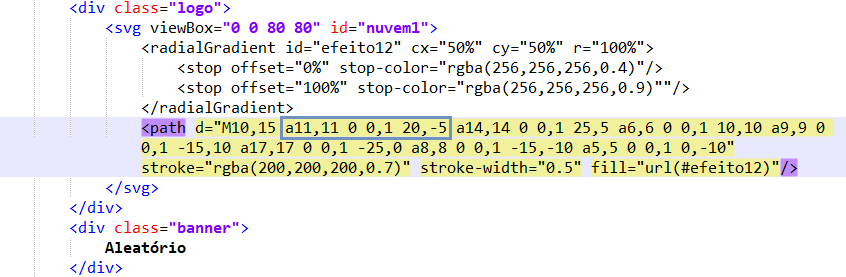 <div class="logo">
<svg viewBox="0 0 80 80" id="nuvem1">
<radialGradient id="efeito12" cx="50%" cy="50%" r="100%">
<stop offset="0%" stop-color="rgba(256,256,256,0.4)"/>
<stop offset="100%" stop-color="rgba(256,256,256,0.9)""/>
</radialGradient>
<path d="M10,15 a11,11 0 0,1 20,-5 a14,14 0 0,1 25,5 a6,6 0 0,1 10,10 a9,9 0
0,1 -15,10 a17,17 0 0,1 -25,0 a8,8 0 0,1 -15,-10 a5,5 0 0,1 0,-10"
stroke="rgba(200,200,200,0.7)" stroke-width="0.5" fill="url(#efeito12)"/>
</svg>
</div>
<div class="banner">
Aleatório
</div>